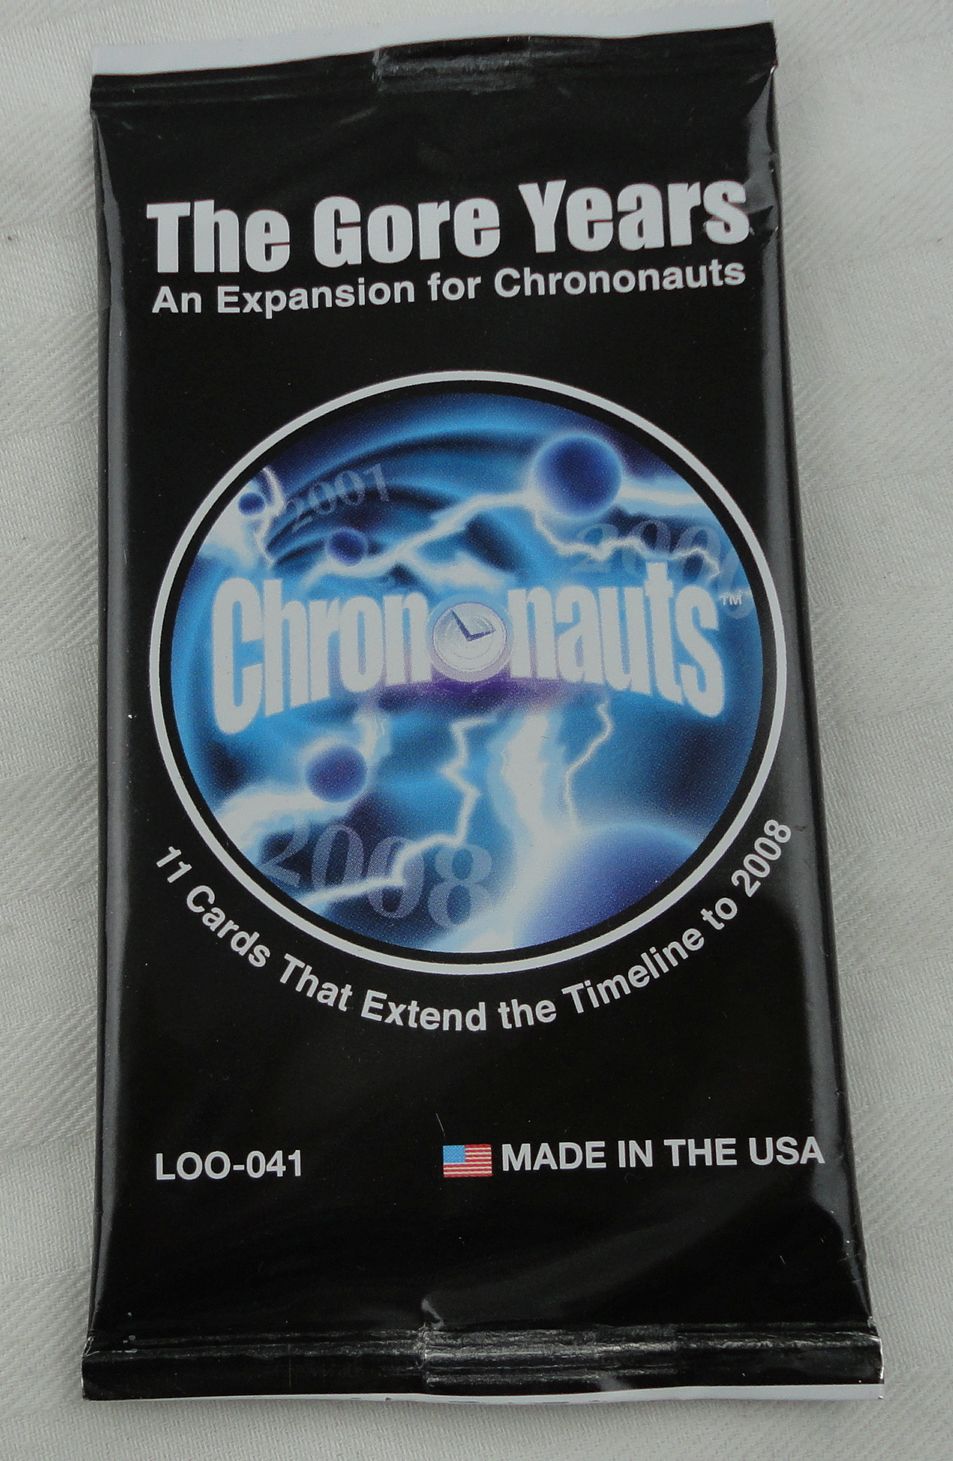 The Gore Years
An Expansion for Chrononauts
2001
Chrononauts™
2008
11 Cards That Extend the Timeline to 2008
LOO-041
MADE IN THE USA